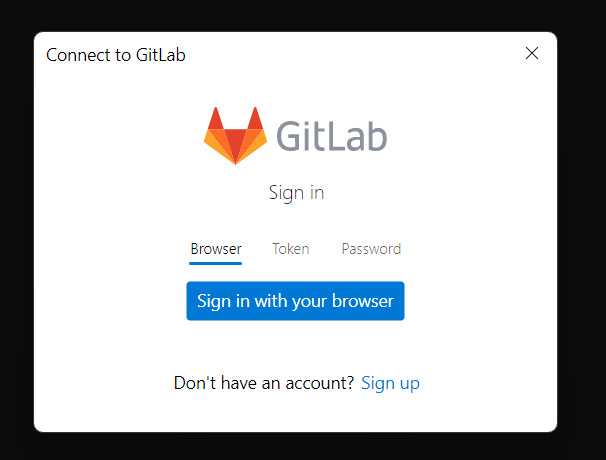 Connect to GitLab
GitLab
Sign in
Browser Token Password
Sign in with your browser
Don't have an account? Sign up